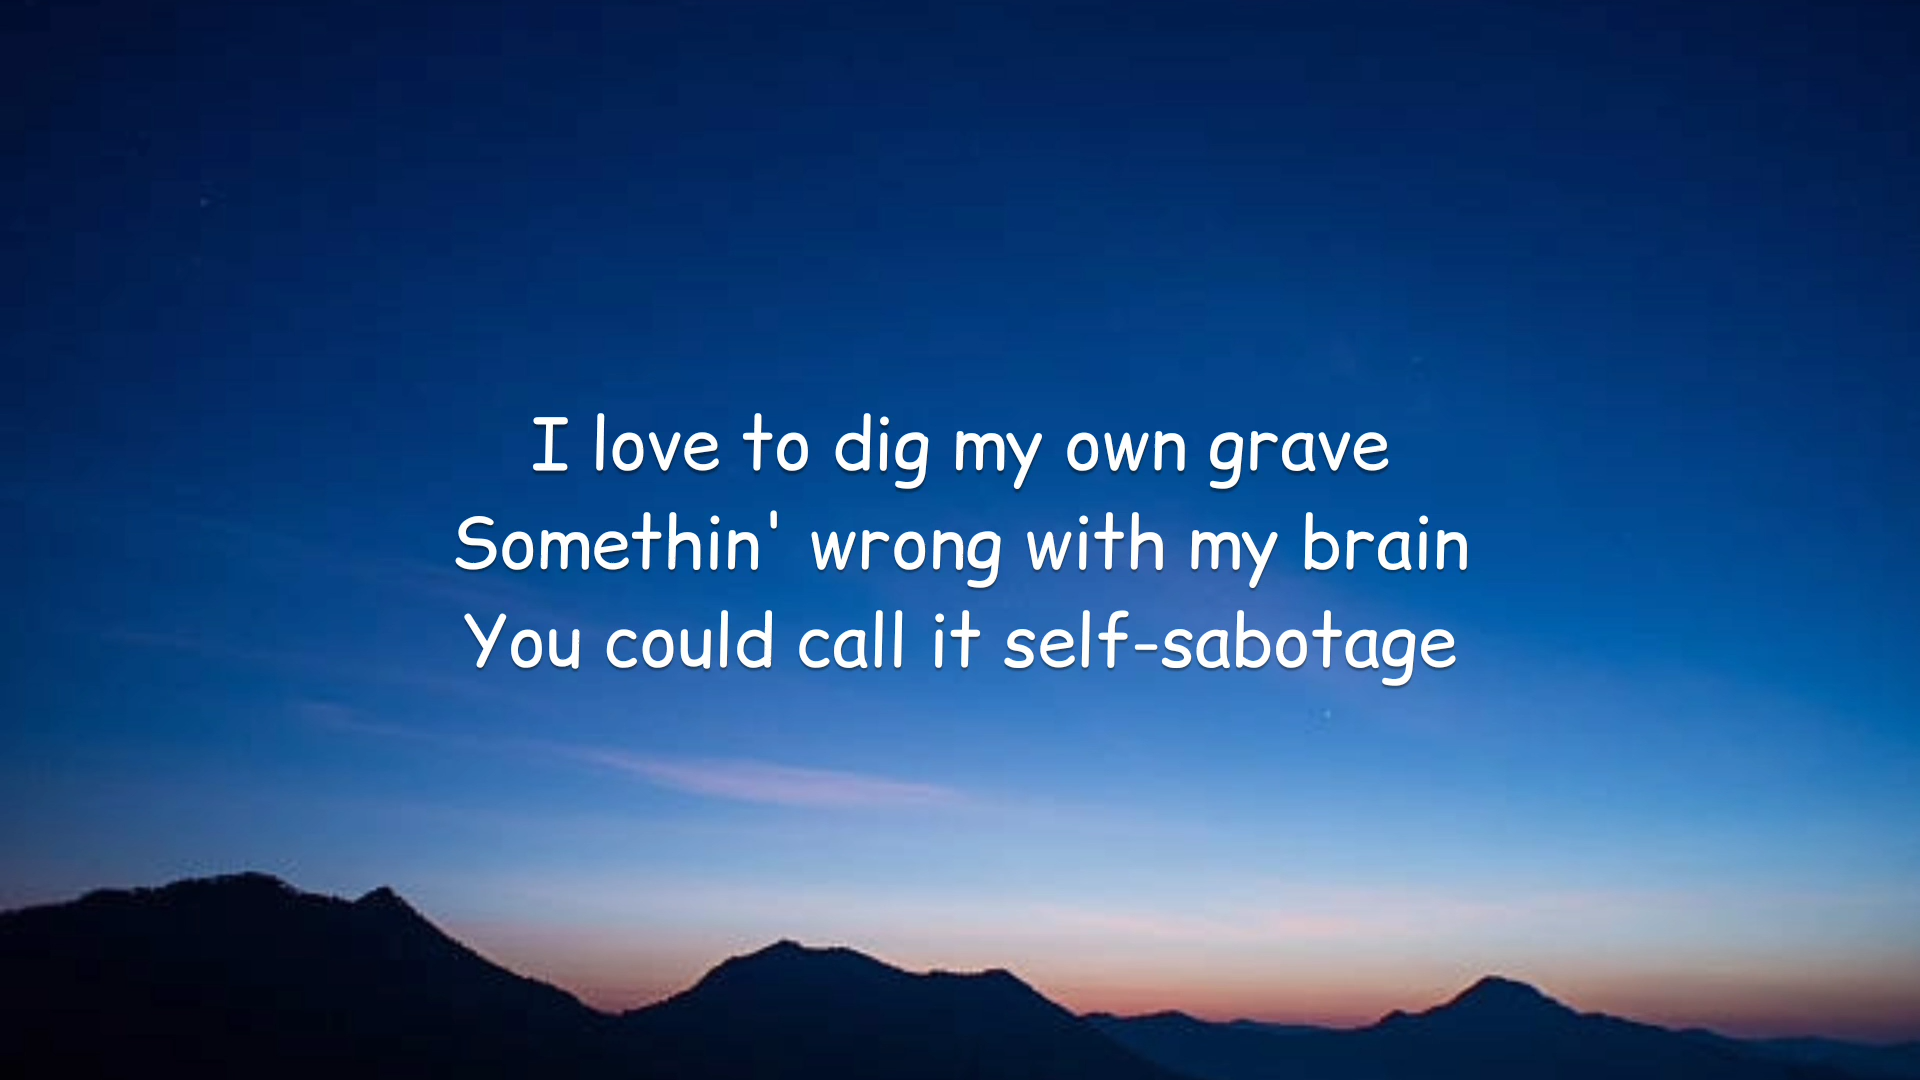 I love to dig my own grave
Somethin' wrong with my brain
You could call it self-sabotage